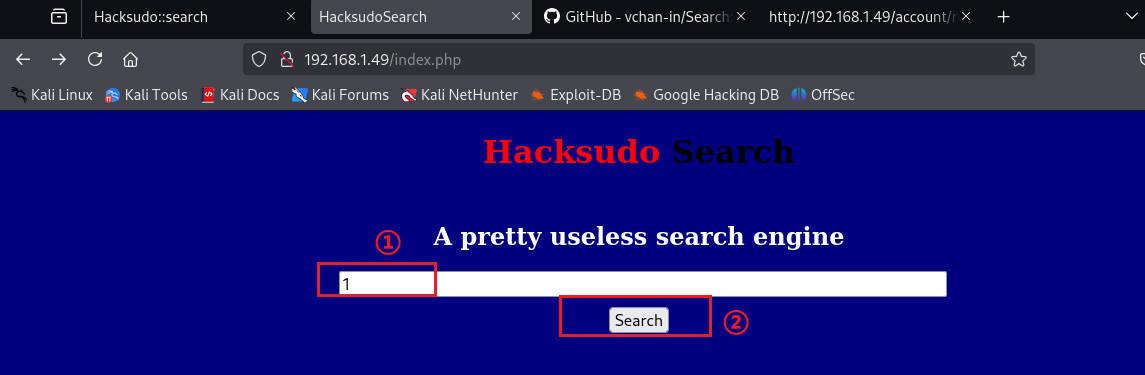 Hacksudo::search
HacksudoSearch
GitHub - vchan-in/Search
http://192.168.1.49/account/
192.168.1.49/index.php
Kali Linux
Kali Tools
Kali Docs
Kali Forums
Kali NetHunter
Exploit-DB
Google Hacking DB
OffSec
Hacksudo Search
A pretty useless search engine
①
1
Search
②